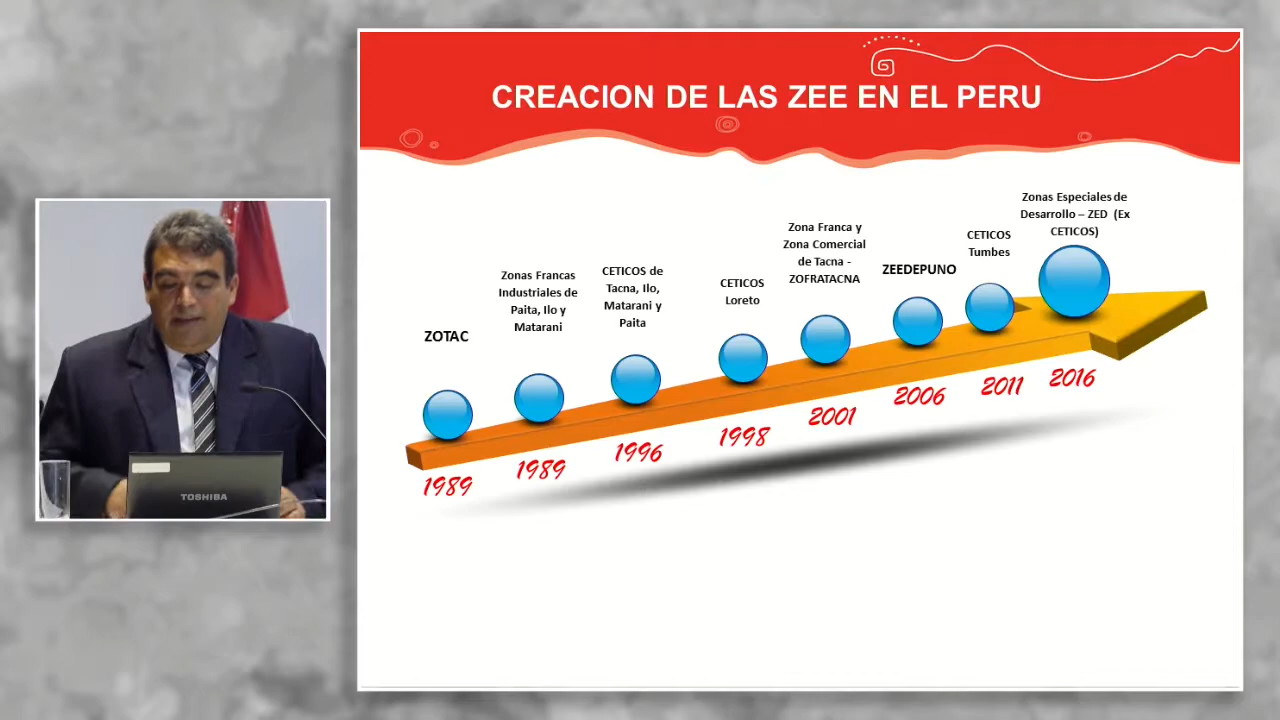 CREACION DE LAS ZEE EN EL PERU
ZOTAC
1989
Zonas Francas
Industriales de
Paita, Ilo y
Matarani
1989
CETICOS de
Tacna, Ilo,
Matarani y
Paita
1996
CETICOS
Loreto
1998
Zona Franca y
Zona Comercial
de Tacna -
ZOFRATACNA
2001
ZEEDEPUNO
2006
CETICOS
Tumbes
2011
Zonas Especiales de
Desarrollo – ZED (Ex
CETICOS)
2016
TOSHIBA